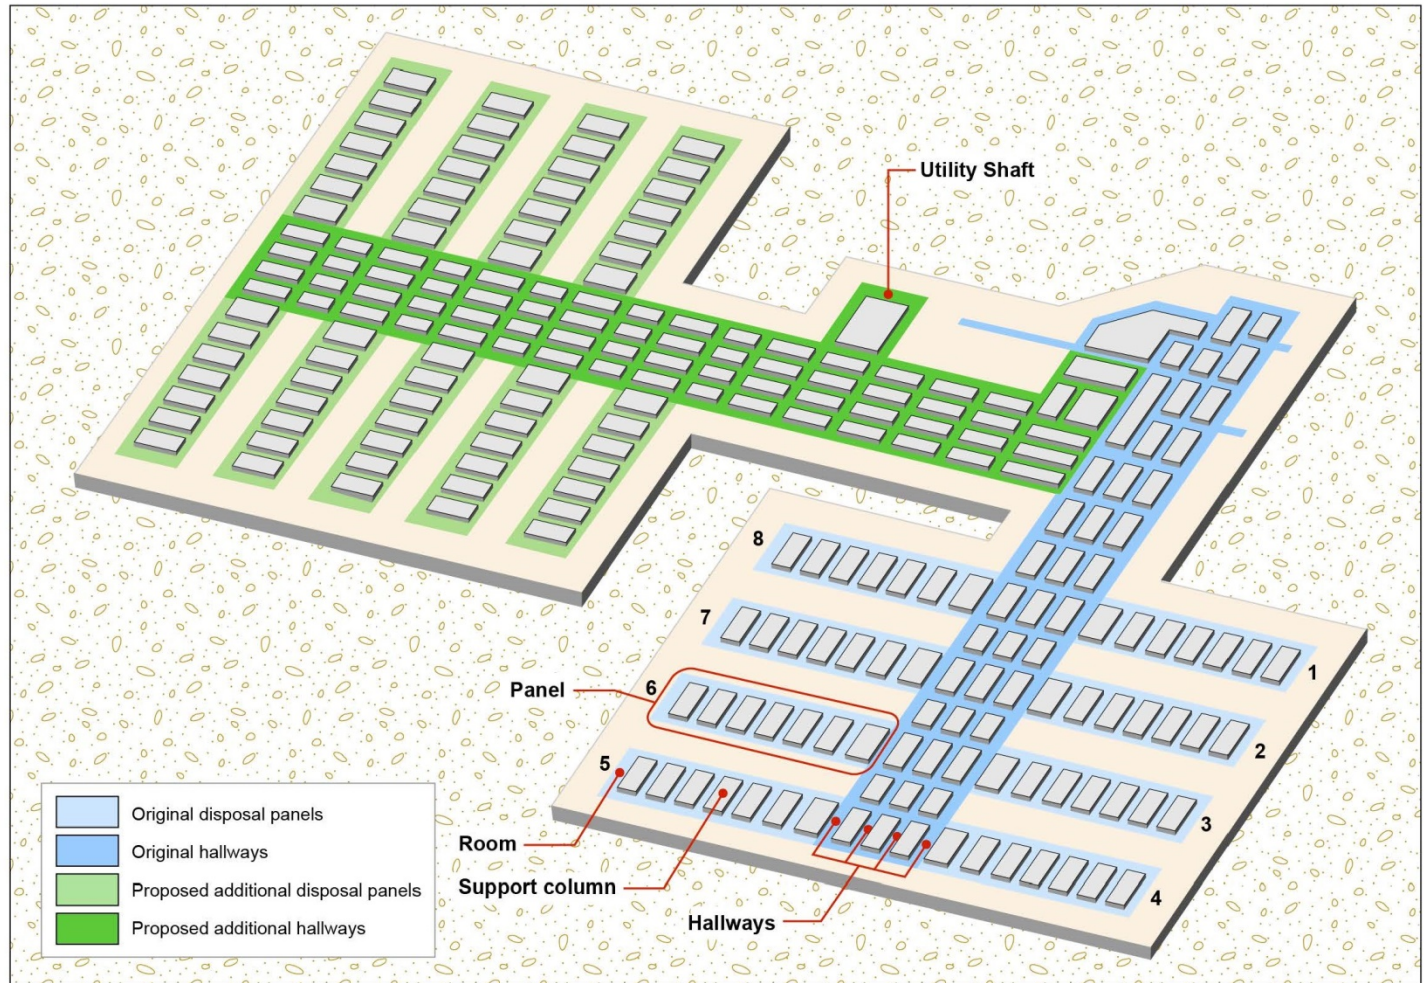 Utility Shaft
8
7
1
Panel
6
2
5
3
Room
4
Support column
Hallways
Original disposal panels
Original hallways
Proposed additional disposal panels
Proposed additional hallways